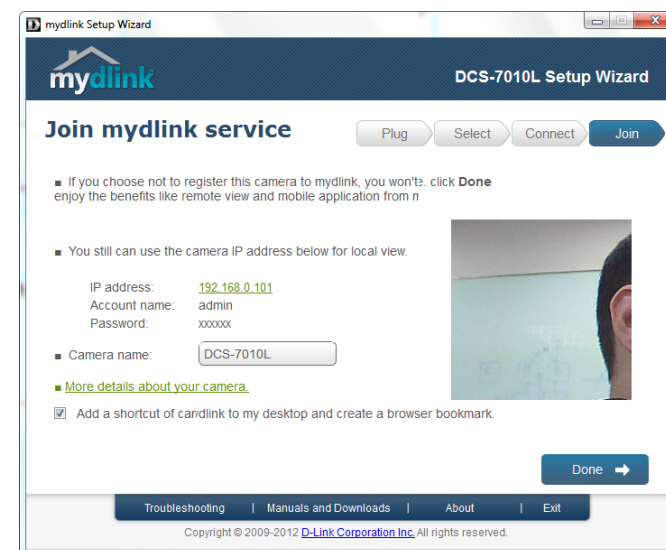 mydlink Setup Wizard
mydlink
DCS-7010L Setup Wizard
Join mydlink service
Plug
Select
Connect
Join
If you choose not to register this camera to mydlink, you won't click Done
enjoy the benefits like remote view and mobile application from
You still can use the camera IP address below for local view.
IP address: 192.168.0.101
Account name: admin
Password: xxxxxx
Camera name: DCS-7010L
More details about your camera.
Add a shortcut of to my desktop and create a browser bookmark.
Done
Troubleshooting | Manuals and Downloads | About | Exit
Copyright © 2009-2012 D-Link Corporation Inc. All rights reserved.